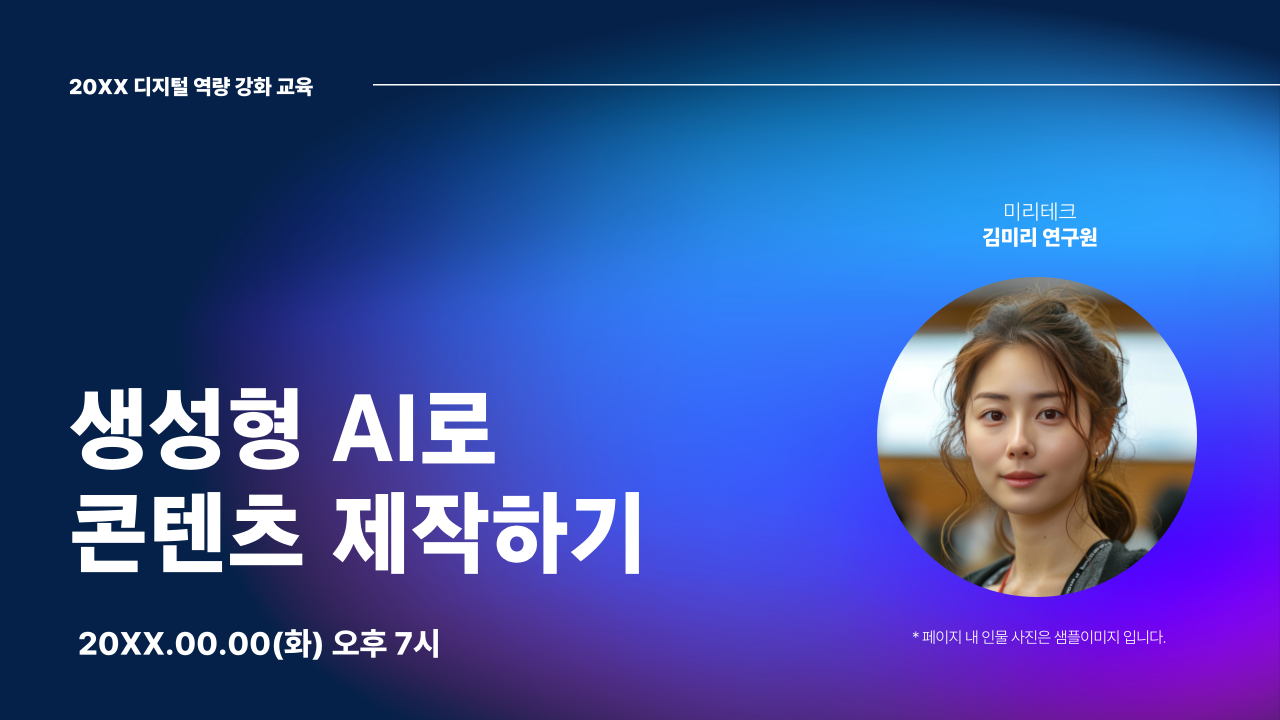 20XX 디지털 역량 강화 교육
미리테크
김미리 연구원
생성형 AI로
콘텐츠 제작하기
20XX.00.00(화) 오후 7시
* 페이지 내 인물 사진은 샘플이미지 입니다.